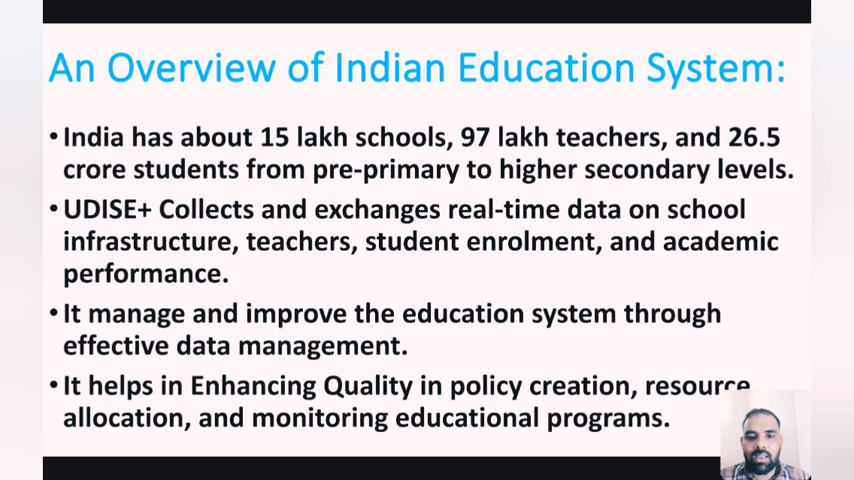 An Overview of Indian Education System:
• India has about 15 lakh schools, 97 lakh teachers, and 26.5
crore students from pre-primary to higher secondary levels.
• UDISE+ Collects and exchanges real-time data on school
infrastructure, teachers, student enrolment, and academic
performance.
• It manage and improve the education system through
effective data management.
• It helps in Enhancing Quality in policy creation, resource
allocation, and monitoring educational programs.